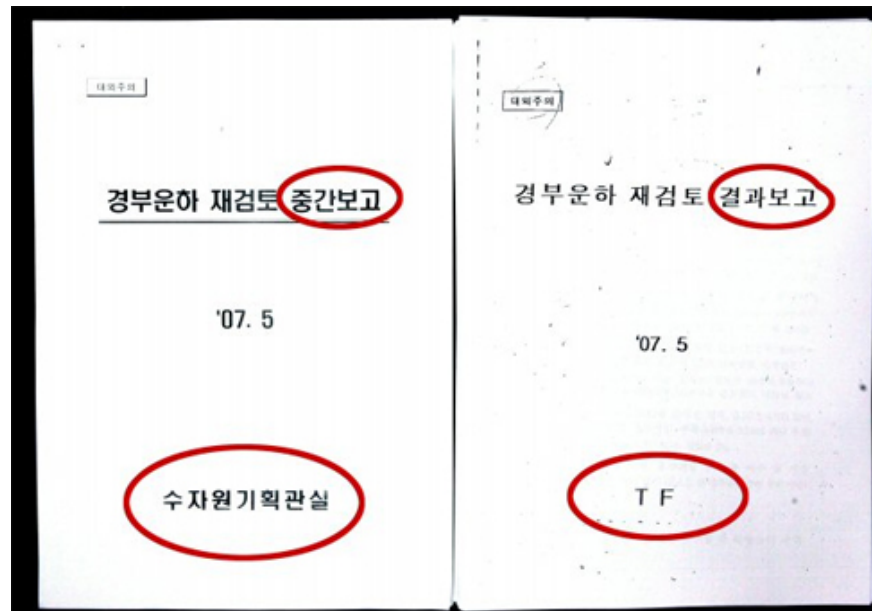 대외주의
경부운하 재검토 중간보고
'07. 5
수자원기획관실
대외주의
경부운하 재검토 결과보고
'07. 5
T F